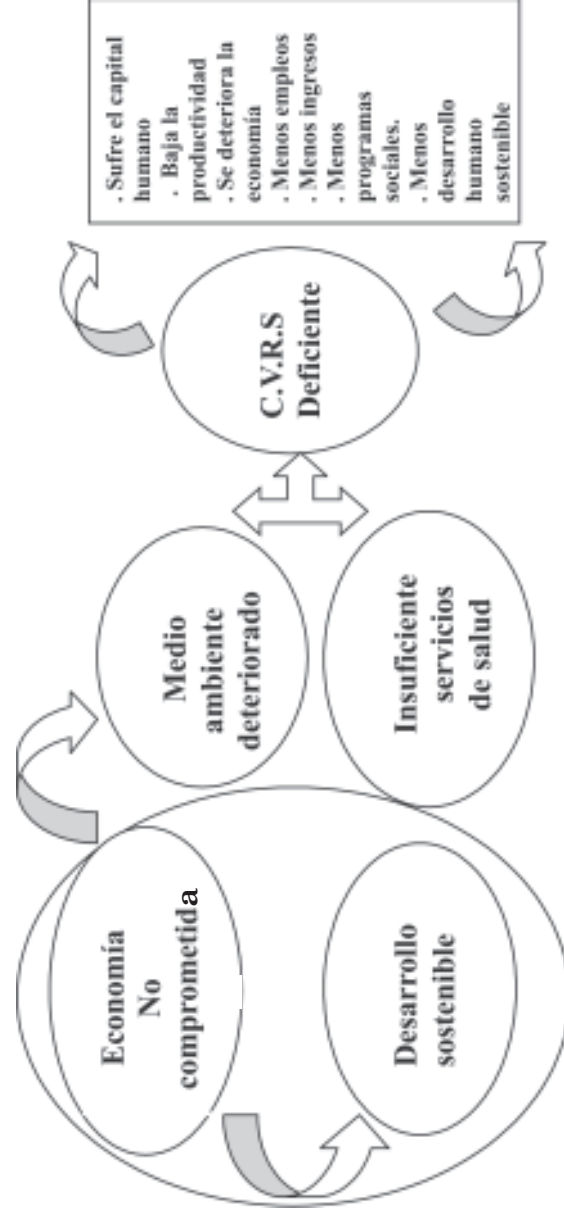 Economía
No
comprometida
Desarrollo
sostenible
Medio
ambiente
deteriorado
Insuficiente
servicios
de salud
C.V.R.S
Deficiente
. Sufre el capital
humano
. Baja la
productividad
. Se deteriora la
economía
. Menos empleos
. Menos ingresos
. Menos
programas
sociales.
. Menos
desarrollo
humano
sostenible